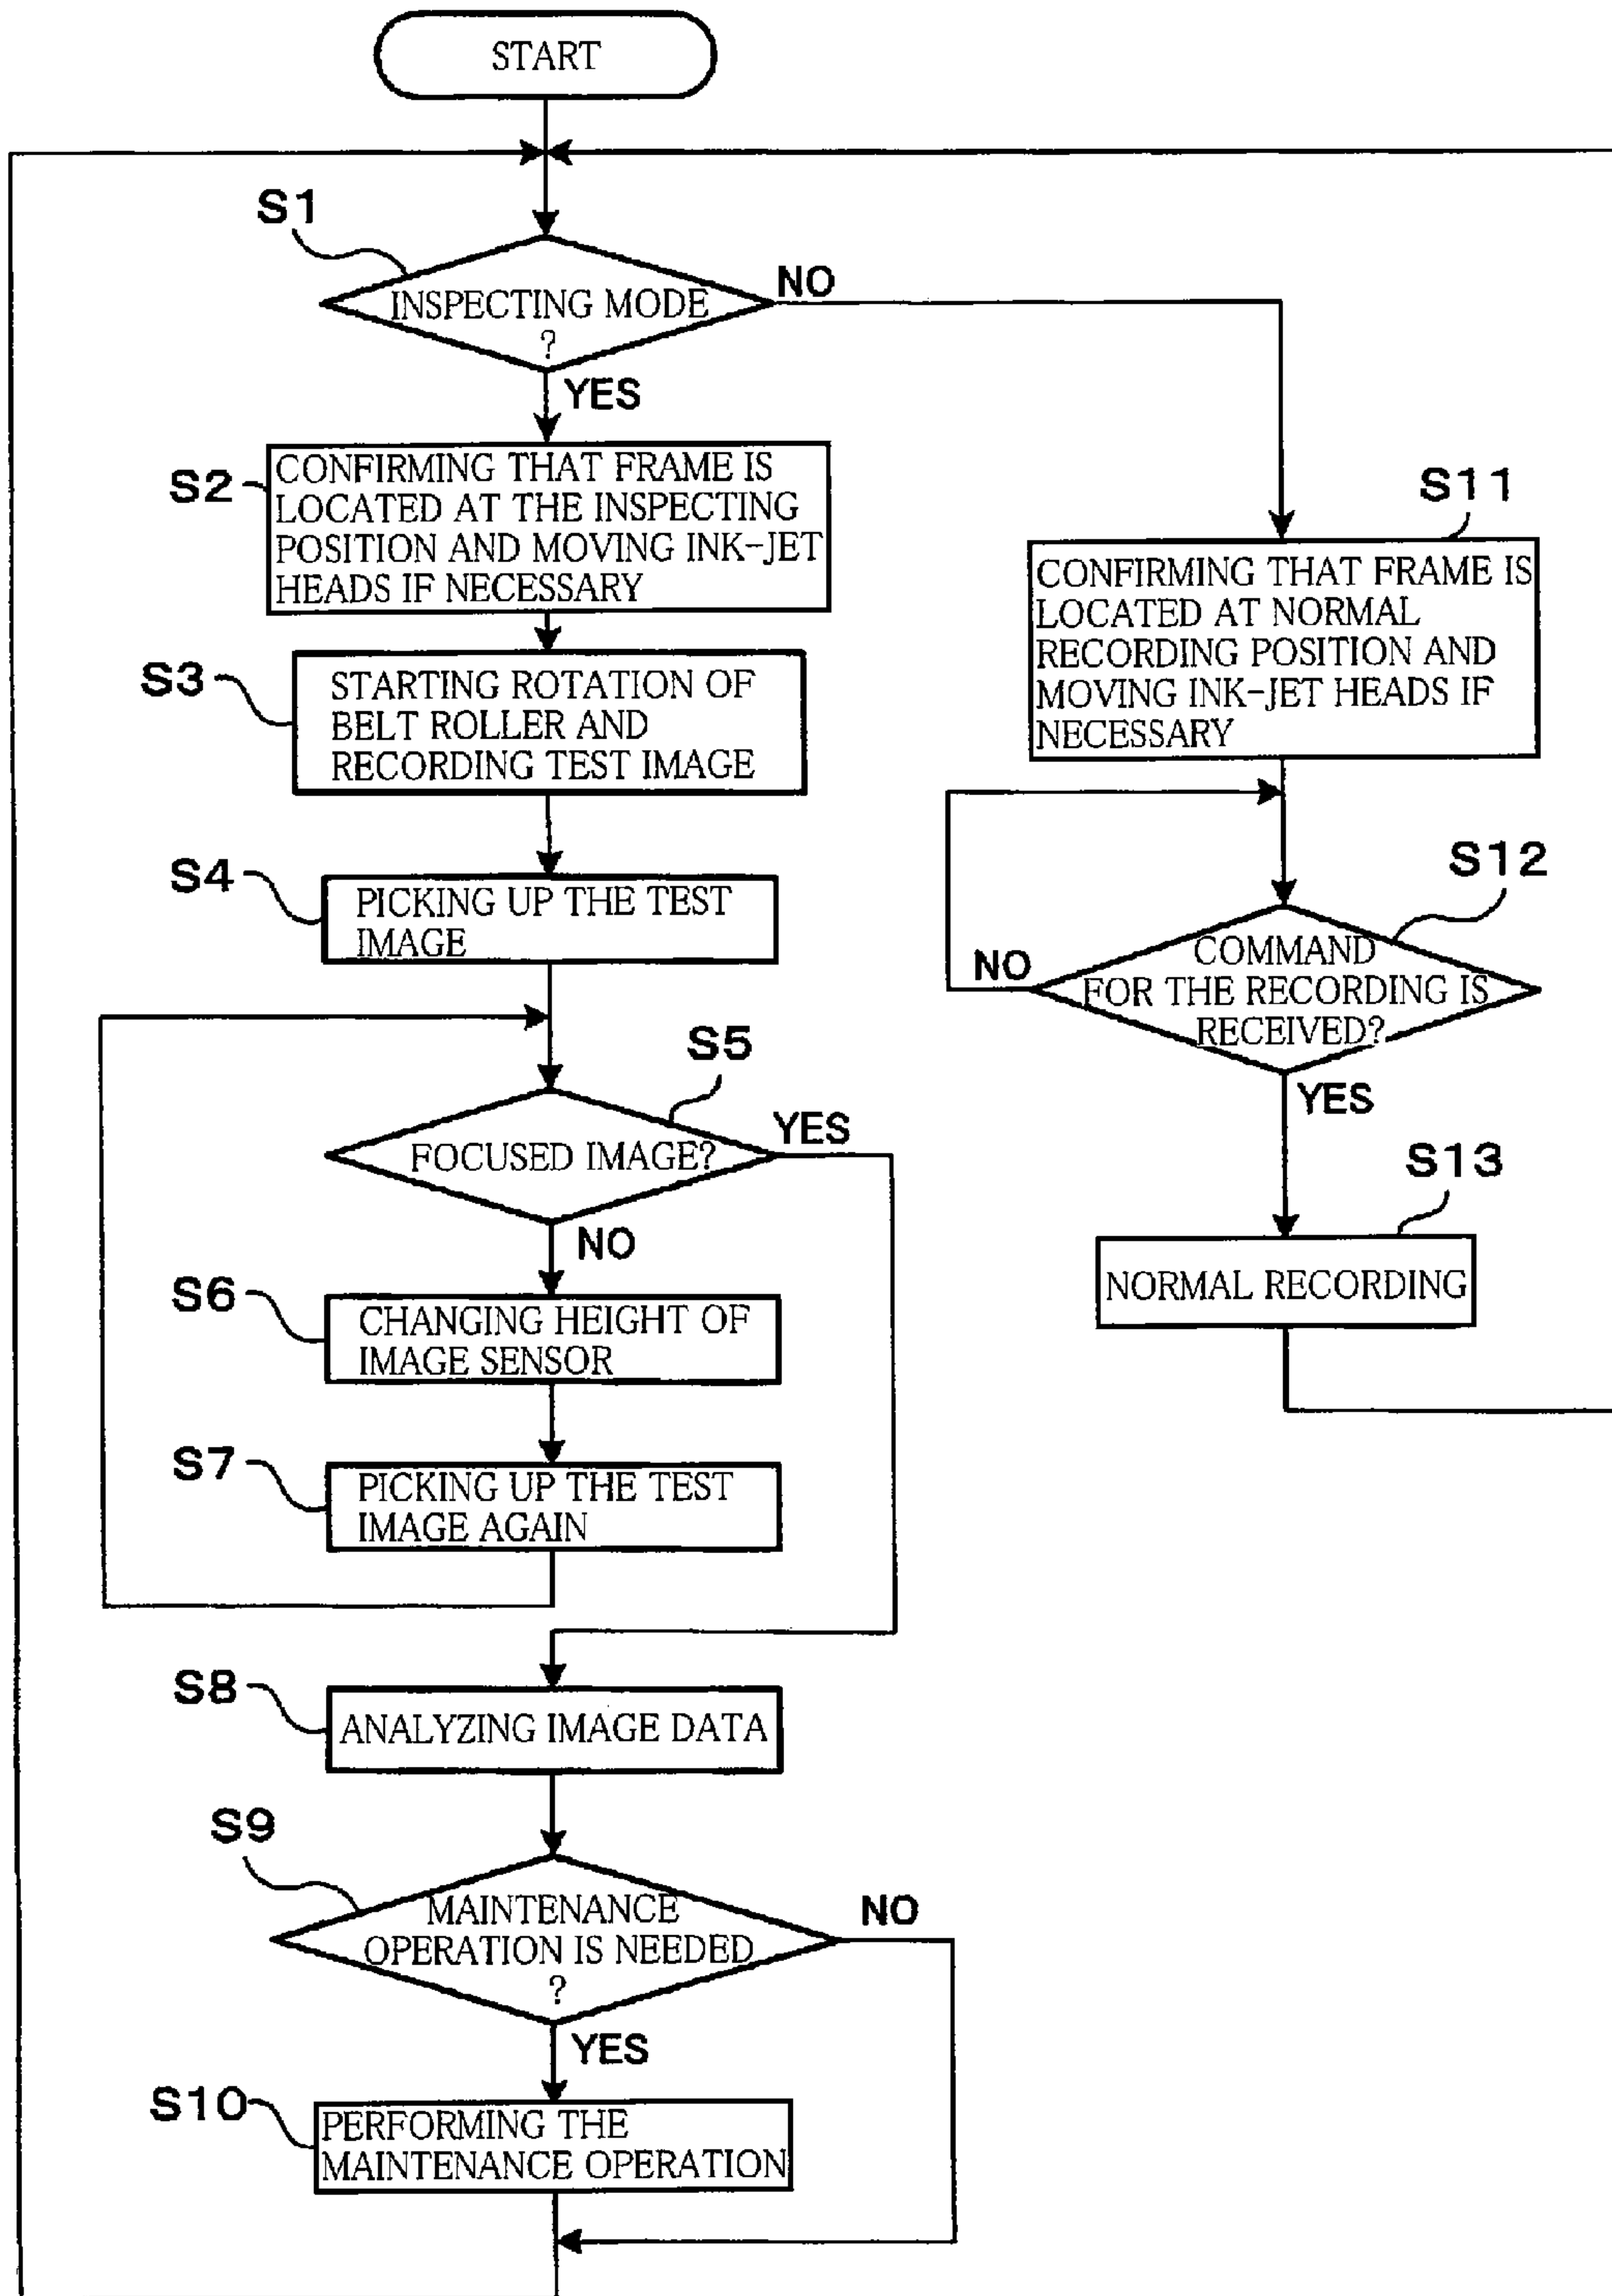 START
S1
INSPECTING MODE
?
NO
YES
S2
CONFIRMING THAT FRAME IS
LOCATED AT THE INSPECTING
POSITION AND MOVING INK-JET
HEADS IF NECESSARY
S3
STARTING ROTATION OF
BELT ROLLER AND
RECORDING TEST IMAGE
S4
PICKING UP THE TEST
IMAGE
S5
FOCUSED IMAGE?
YES
NO
S6
CHANGING HEIGHT OF
IMAGE SENSOR
S7
PICKING UP THE TEST
IMAGE AGAIN
S8
ANALYZING IMAGE DATA
S9
MAINTENANCE
OPERATION IS NEEDED
?
NO
YES
S10
PERFORMING THE
MAINTENANCE OPERATION
S11
CONFIRMING THAT FRAME IS
LOCATED AT NORMAL
RECORDING POSITION AND
MOVING INK-JET HEADS IF
NECESSARY
S12
COMMAND
FOR THE RECORDING IS
RECEIVED?
NO
YES
S13
NORMAL RECORDING